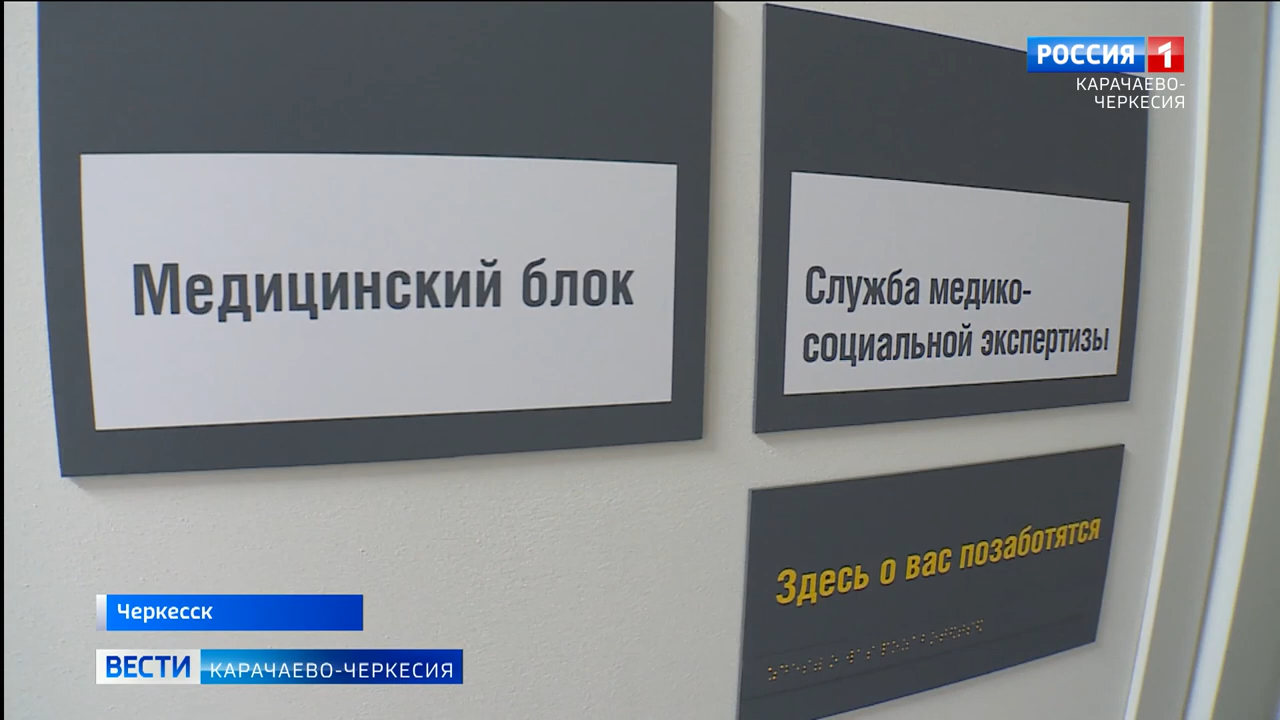 РОССИЯ 1
КАРАЧАЕВО-
ЧЕРКЕСИЯ
Медицинский блок
Служба медико-
социальной экспертизы
Здесь о вас позаботятся
Черкесск
ВЕСТИ КАРАЧАЕВО-ЧЕРКЕСИЯ